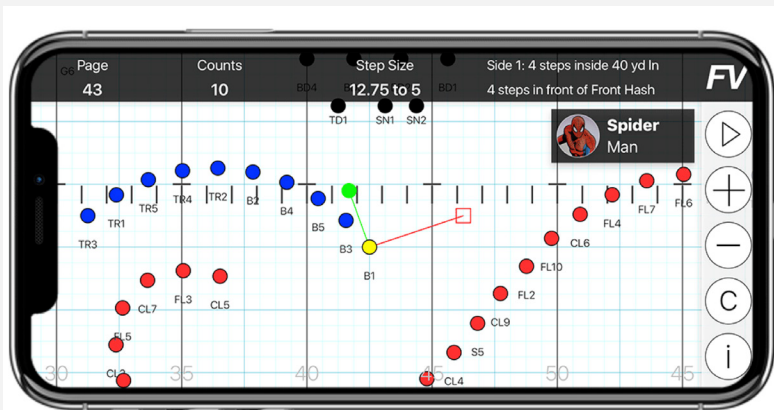 Page
Counts
Step Size
Side 1: 4 steps inside 40 yd ln
43
10
12.75 to 5
4 steps in front of Front Hash
FV
G6
BD4
BD1
TD1
SN1
SN2
Spider
Man
TR3
TR1
TR5
TR4
TR2
B2
B4
B5
B3
B1
FL4
FL7
FL6
CL6
FL10
FL2
CL9
S5
CL4
CL7
FL3
CL5
FL5
30
35
40
45
50
45
C
i